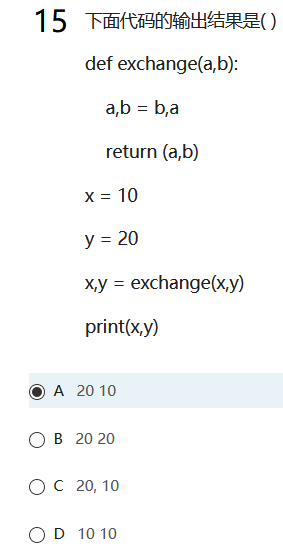 15 下面代码的输出结果是( )
def exchange(a,b):
a,b = b,a
return (a,b)
x = 10
y = 20
x,y = exchange(x,y)
print(x,y)
A 20 10
B 20 20
C 20, 10
D 10 10